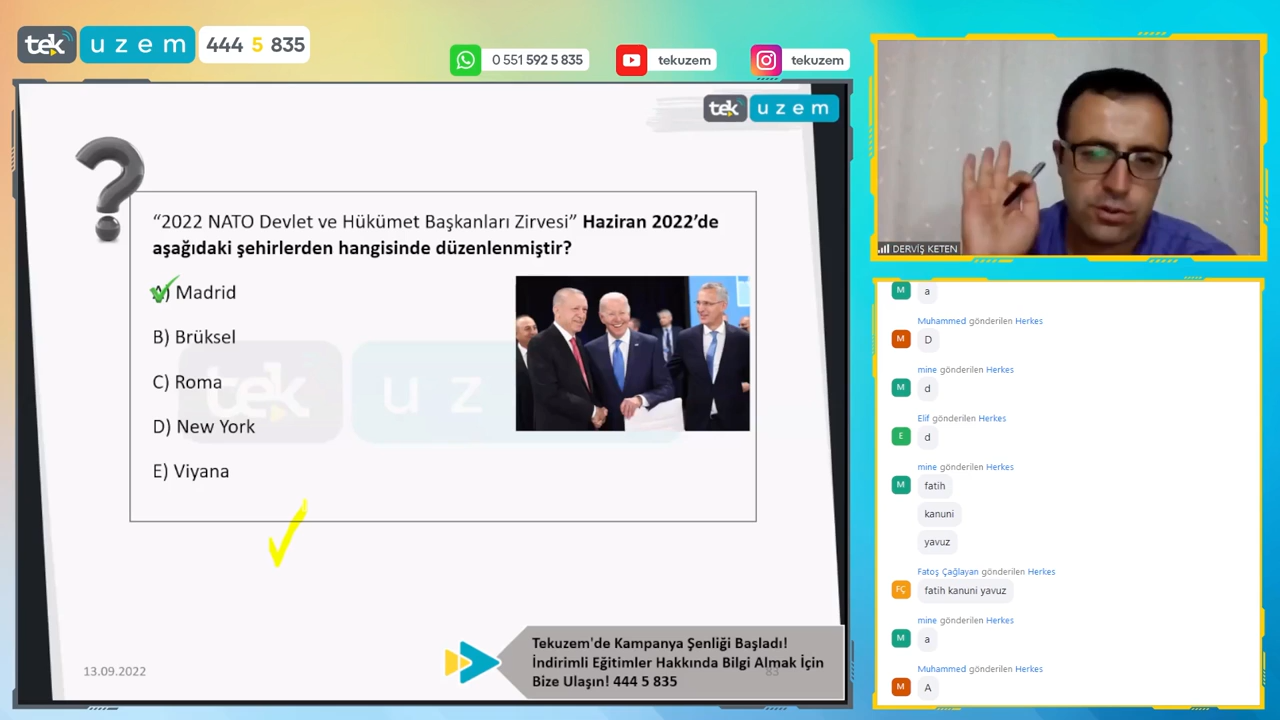 tek uzem 444 5 835
0 551 592 5 835
tekuzem
tekuzem
tek uzem
?
“2022 NATO Devlet ve Hükümet Başkanları Zirvesi” Haziran 2022’de
aşağıdaki şehirlerden hangisinde düzenlenmiştir?
A) Madrid
B) Brüksel
C) Roma
D) New York
E) Viyana
tek uz
13.09.2022
83
Tekuzem'de Kampanya Şenliği Başladı!
İndirimli Eğitimler Hakkında Bilgi Almak İçin
Bize Ulaşın! 444 5 835
DERVİŞ KETEN
M a
Muhammed gönderilen Herkes
M D
mine gönderilen Herkes
M d
Elif gönderilen Herkes
E d
mine gönderilen Herkes
M fatih
kanuni
yavuz
Fatoş Çağlayan gönderilen Herkes
FÇ fatih kanuni yavuz
mine gönderilen Herkes
M a
Muhammed gönderilen Herkes
M A